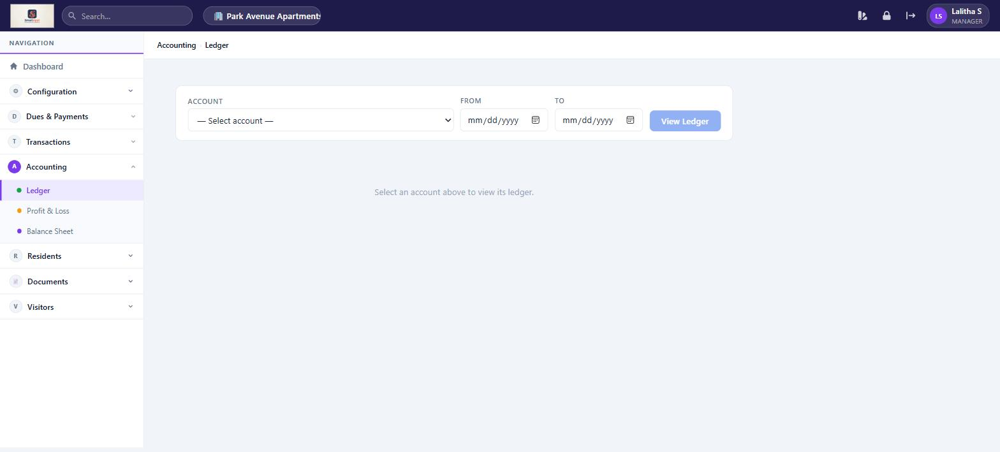 SmartAppt
Search...
Park Avenue Apartments
LS
Lalitha S
MANAGER
NAVIGATION
Accounting
Ledger
Dashboard
Configuration
D
Dues & Payments
T
Transactions
A
Accounting
Ledger
Profit & Loss
Balance Sheet
R
Residents
Documents
V
Visitors
ACCOUNT
FROM
TO
— Select account —
mm/dd/yyyy
mm/dd/yyyy
View Ledger
Select an account above to view its ledger.